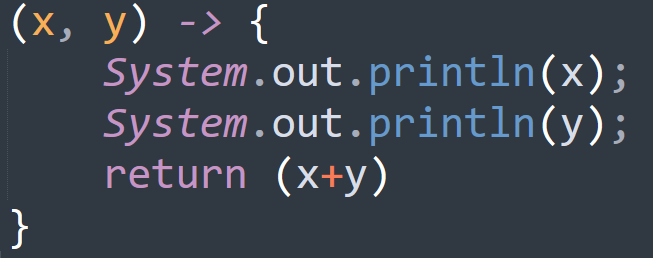 (x, y) -> {
    System.out.println(x);
    System.out.println(y);
    return (x+y)
}